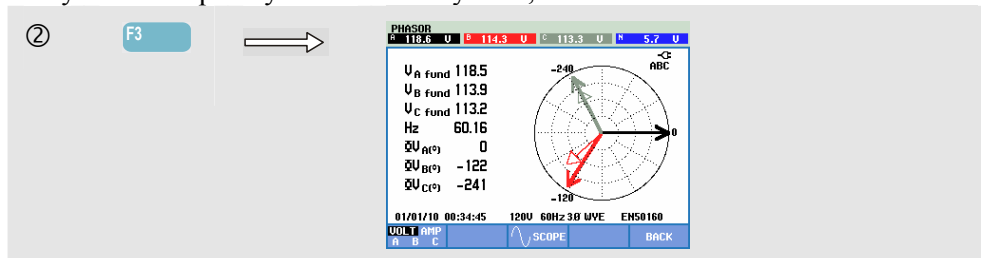 ② F3
PHASOR
A 118.6 V B 114.3 V C 113.3 V N 5.7 V
ABC
V A fund 118.5
V B fund 113.9
V C fund 113.2
Hz 60.16
ΦV A(°) 0
ΦV B(°) -122
ΦV C(°) -241
-240
0
-120
01/01/10 00:34:45 120V 60Hz 3Ø WYE EN50160
VOLT AMP
A B C
SCOPE
BACK